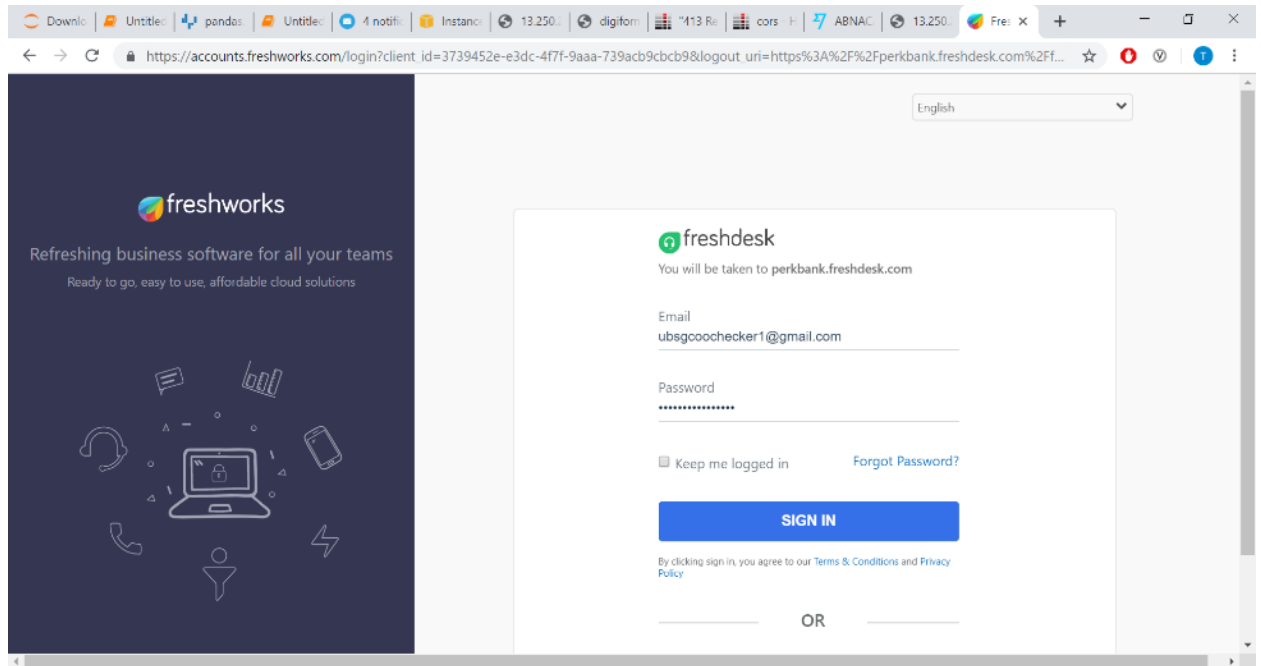 Downlo Untitled pandas. Untitled 4 notific Instance 13.250. digiform "413 Re cors H ABNAC 13.250. Fres
https://accounts.freshworks.com/login?client_id=3739452e-e3dc-4f7f-9aaa-739acb9cbcb9&logout_uri=https%3A%2F%2Fperkbank.freshdesk.com%2Ff...
T
English
freshworks
Refreshing business software for all your teams
Ready to go, easy to use, affordable cloud solutions
freshdesk
You will be taken to perkbank.freshdesk.com
Email
ubsgcoochecker1@gmail.com
Password
••••••••••••••••
Keep me logged in Forgot Password?
SIGN IN
By clicking sign in, you agree to our Terms & Conditions and Privacy
Policy
OR